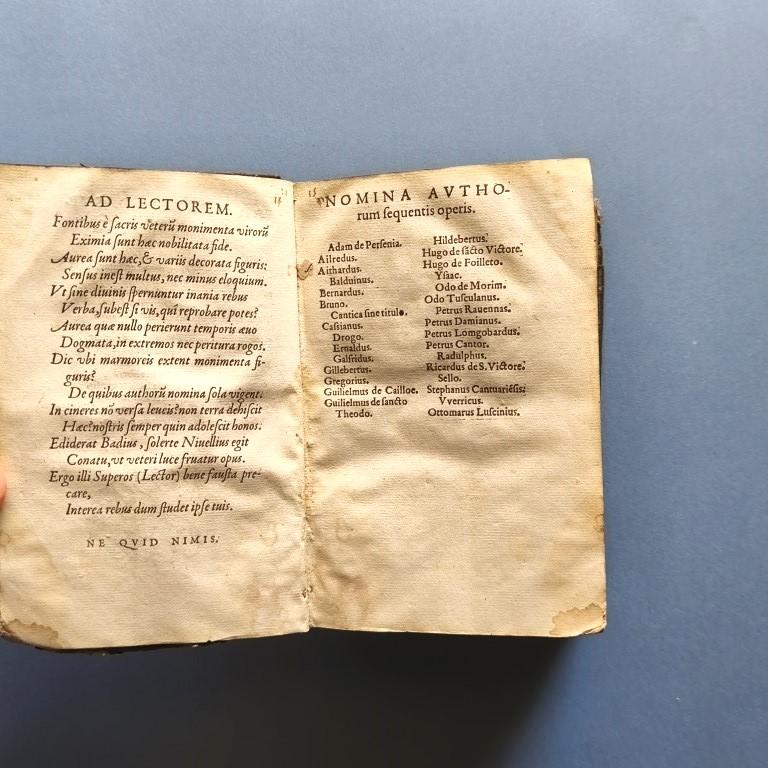 AD LECTOREM.
Fontibus è ſacris veterũ monimenta virorũ
Eximia ſunt hæc nobilitata fide.
Aurea ſunt hæc, & variis decorata figuris:
Senſus ineſt multus, nec minus eloquium.
Vt ſine diuinis ſpernuntur inania rebus
Verba, ſubeſt ſi vis, qui reprobare potes?
Aurea quæ nullo perierunt temporis æuo
Dogmata, in extremos nec peritura rogos.
Dic vbi marmoreis extent monimenta fi-
guris?
De quibus authorũ nomina ſola vigent.
In cineres nõ verſa leueis? non terra dehiſcit
Hæc? noſtris ſemper quin adoleſcit honos.
Ediderat Badius, ſolerte Niuellius egit
Conatu, vt veteri luce fruatur opus.
Ergo illi Superos (Lector) bene fauſta pre-
care,
Interea rebus dum ſtudet ipſe tuis.
NE QVID NIMIS.
NOMINA AVTHO-
rum ſequentis operis.
Adam de Perſenia.
Ailredus.
Aithardus.
Balduinus.
Bernardus.
Bruno.
Cantica ſine titulo.
Caſsianus.
Drogo.
Ernaldus.
Galfridus.
Gillebertus.
Gregorius.
Guilielmus de Cailloe.
Guilielmus de ſancto
Theodo.
Hildebertus.
Hugo de ſãcto Victore.
Hugo de Foilleto.
Yſaac.
Odo de Morim.
Odo Tuſculanus.
Petrus Rauennas.
Petrus Damianus.
Petrus Lomgobardus.
Petrus Cantor.
Radulphus.
Ricardus de S. Victore.
Sello.
Stephanus Cantuariẽſis.
Vverricus.
Ottomarus Luſcinius.